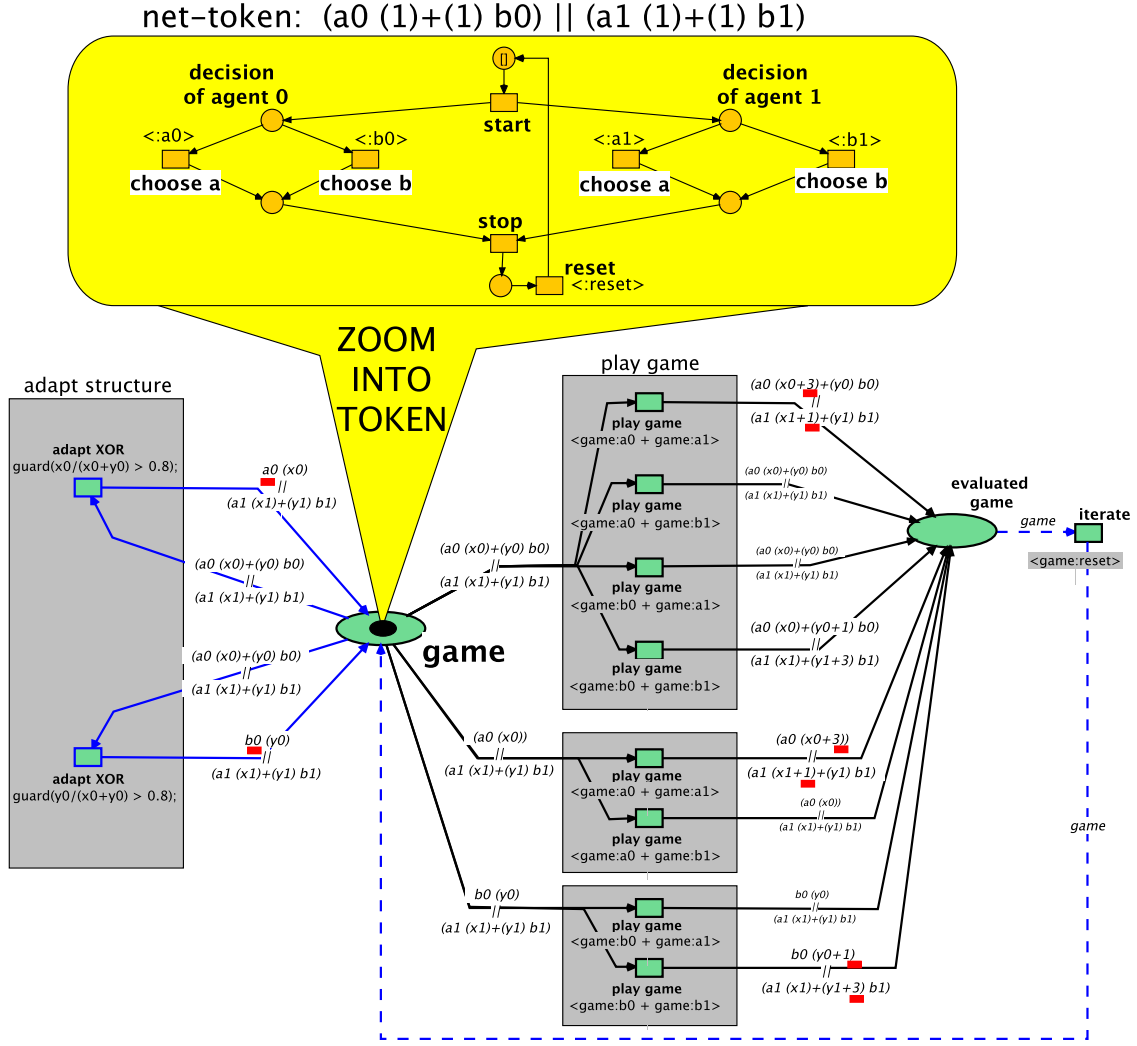 net-token: (a0 (1)+(1) b0) || (a1 (1)+(1) b1)
decision
of agent 0
[]
decision
of agent 1
start
<:a0>
<:b0>
<:a1>
<:b1>
choose a
choose b
choose a
choose b
stop
reset
<:reset>
ZOOM
INTO
TOKEN
adapt structure
adapt XOR
guard(x0/(x0+y0) > 0.8);
a0 (x0)
//
(a1 (x1)+(y1) b1)
(a0 (x0)+(y0) b0)
//
(a1 (x1)+(y1) b1)
(a0 (x0)+(y0) b0)
//
(a1 (x1)+(y1) b1)
b0 (y0)
//
(a1 (x1)+(y1) b1)
adapt XOR
guard(y0/(x0+y0) > 0.8);
game
(a0 (x0)+(y0) b0)
//
(a1 (x1)+(y1) b1)
(a0 (x0))
//
(a1 (x1)+(y1) b1)
b0 (y0)
//
(a1 (x1)+(y1) b1)
play game
play game
<game:a0 + game:a1>
play game
<game:a0 + game:b1>
play game
<game:b0 + game:a1>
play game
<game:b0 + game:b1>
play game
<game:a0 + game:a1>
play game
<game:a0 + game:b1>
play game
<game:b0 + game:a1>
play game
<game:b0 + game:b1>
(a0 (x0+3)+(y0) b0)
//
(a1 (x1+1)+(y1) b1)
(a0 (x0)+(y0) b0)
//
(a1 (x1)+(y1) b1)
(a0 (x0)+(y0) b0)
//
(a1 (x1)+(y1) b1)
(a0 (x0)+(y0+1) b0)
//
(a1 (x1)+(y1+3) b1)
(a0 (x0+3))
//
(a1 (x1+1)+(y1) b1)
(a0 (x0))
//
(a1 (x1)+(y1) b1)
b0 (y0)
//
(a1 (x1)+(y1) b1)
b0 (y0+1)
//
(a1 (x1)+(y1+3) b1)
evaluated
game
game
iterate
<game:reset>
game